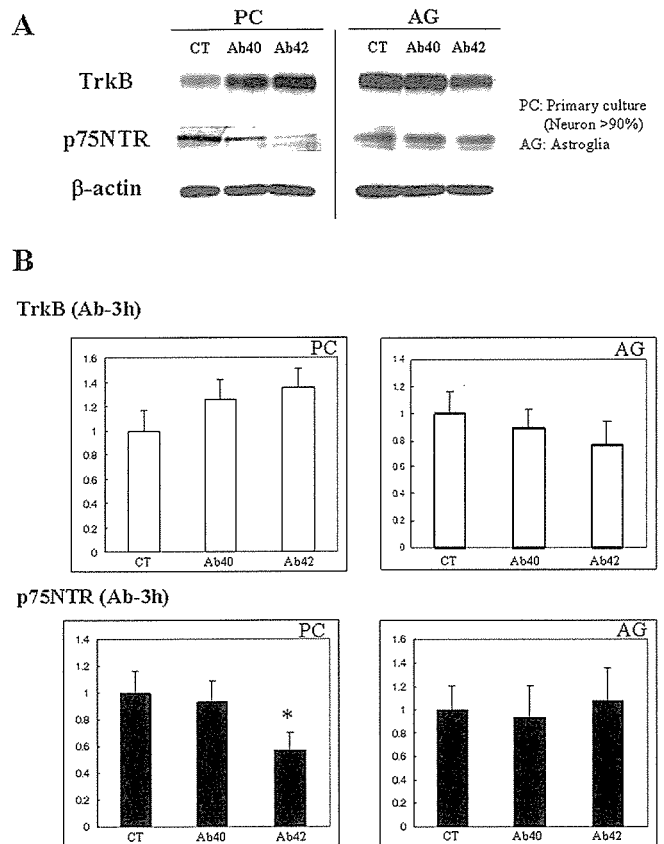 A
PC AG
CT Ab40 Ab42 CT Ab40 Ab42
TrkB
p75NTR
β-actin
PC: Primary culture
(Neuron >90%)
AG: Astroglia
B
TrkB (Ab-3h)
PC
1.6
1.4
1.2
1
0.8
0.6
0.4
0.2
0
CT Ab40 Ab42
AG
1.4
1.2
1
0.8
0.6
0.4
0.2
0
CT Ab40 Ab42
p75NTR (Ab-3h)
PC
1.4
1.2
1
0.8
0.6
0.4
0.2
0
*
CT Ab40 Ab42
AG
1.6
1.4
1.2
1
0.8
0.6
0.4
0.2
0
CT Ab40 Ab42